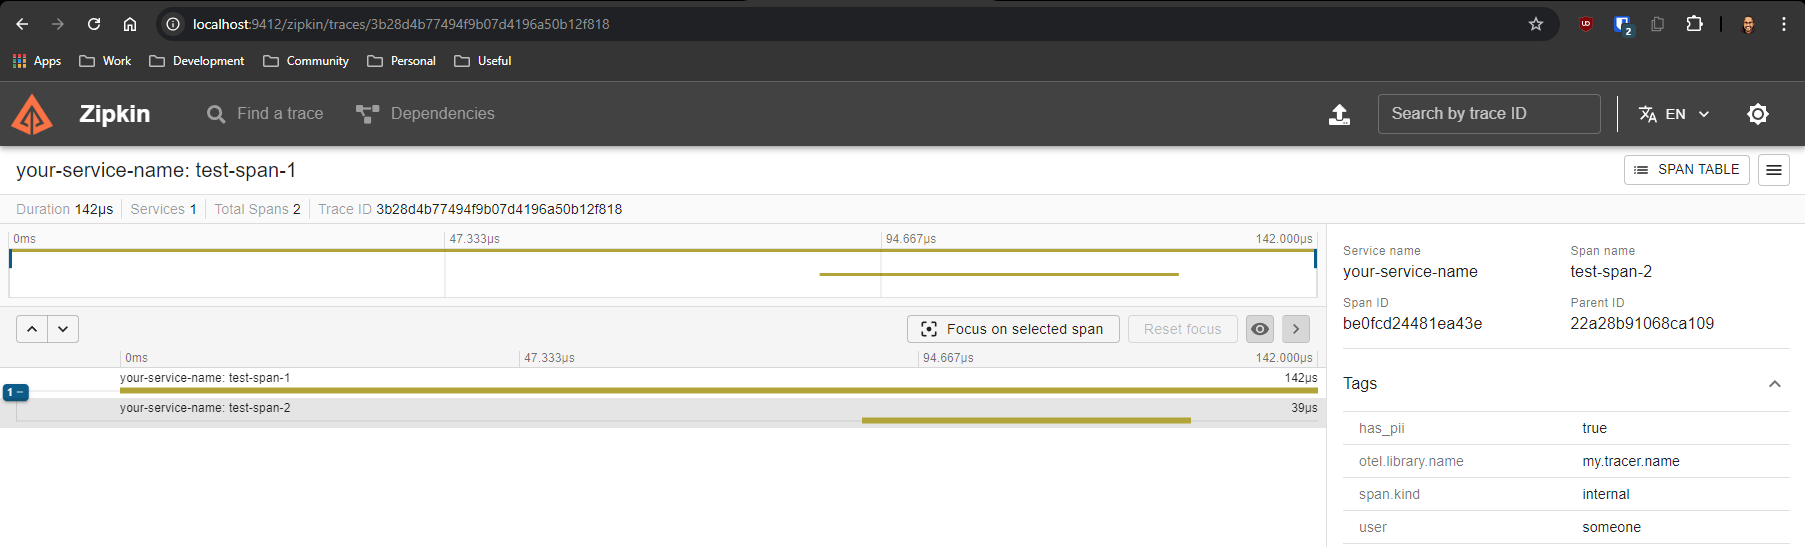 localhost:9412/zipkin/traces/3b28d4b77494f9b07d4196a50b12f818
2
Apps Work Development Community Personal Useful
Zipkin Find a trace Dependencies Search by trace ID EN
your-service-name: test-span-1 SPAN TABLE
Duration 142μs Services 1 Total Spans 2 Trace ID 3b28d4b77494f9b07d4196a50b12f818
0ms 47.333μs 94.667μs 142.000μs
Focus on selected span Reset focus
0ms 47.333μs 94.667μs 142.000μs
your-service-name: test-span-1 142μs
1 −
your-service-name: test-span-2 39μs
Service name Span name
your-service-name test-span-2
Span ID Parent ID
be0fcd24481ea43e 22a28b91068ca109
Tags
has_pii true
otel.library.name my.tracer.name
span.kind internal
user someone